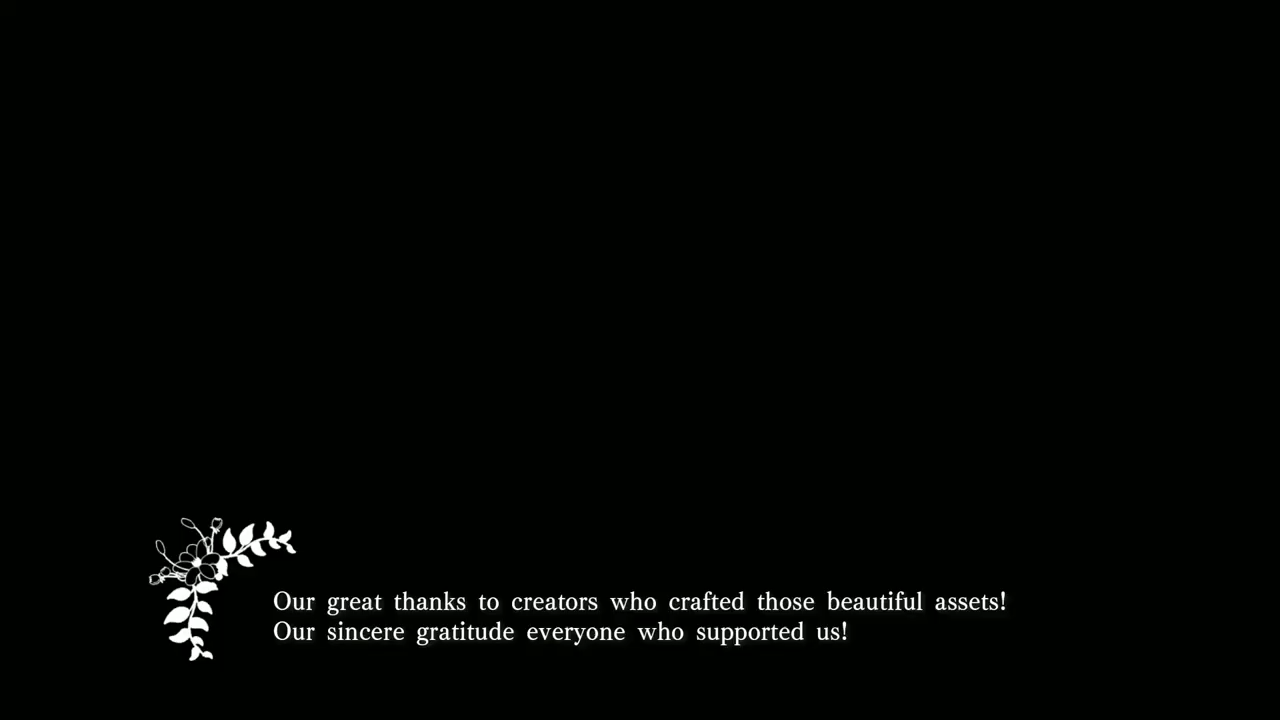 Our great thanks to creators who crafted those beautiful assets!
Our sincere gratitude everyone who supported us!